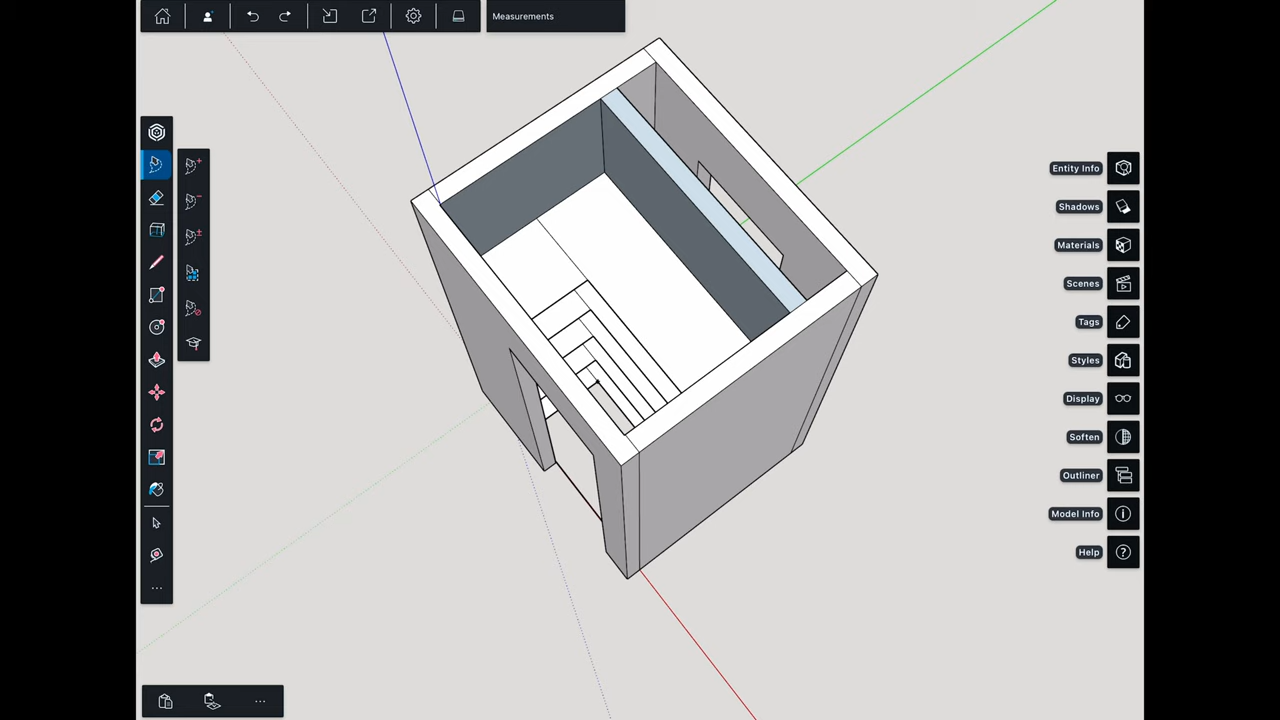 Measurements
Entity Info
Shadows
Materials
Scenes
Tags
Styles
Display
Soften
Outliner
Model Info
Help